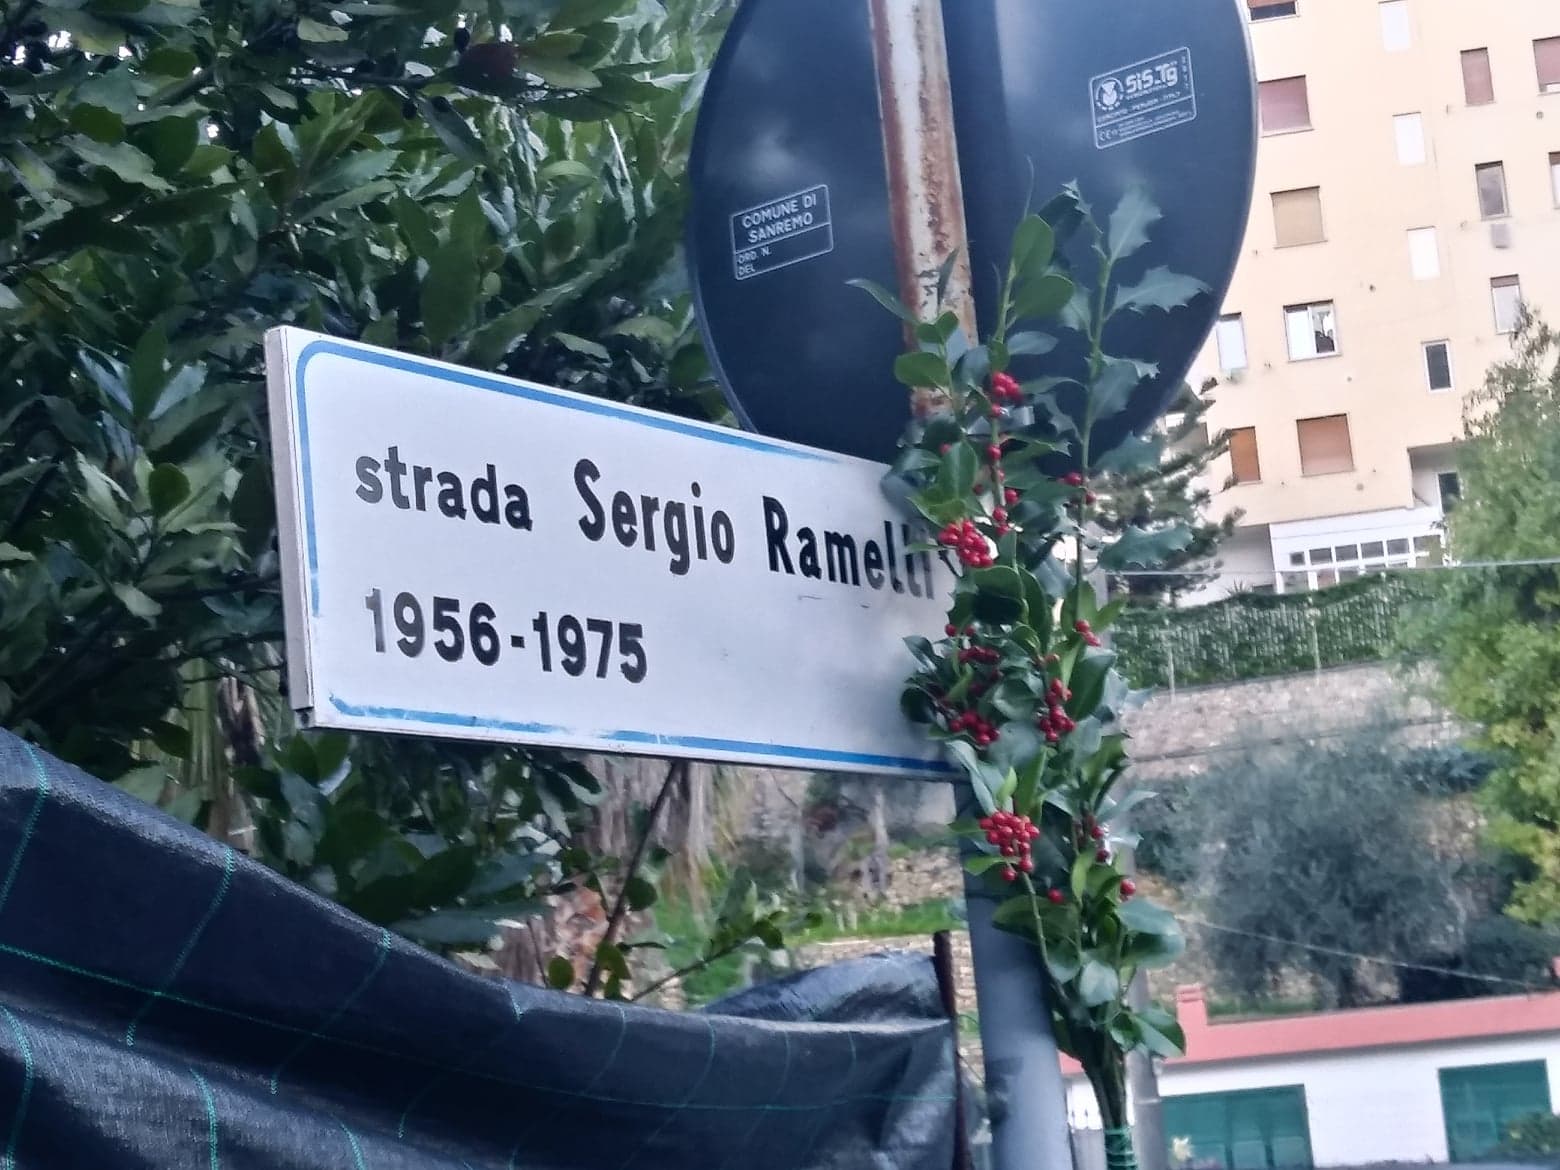 SiS.Tg
COMUNE DI
SANREMO
ORD. N.
DEL
strada Sergio Ramelli
1956-1975